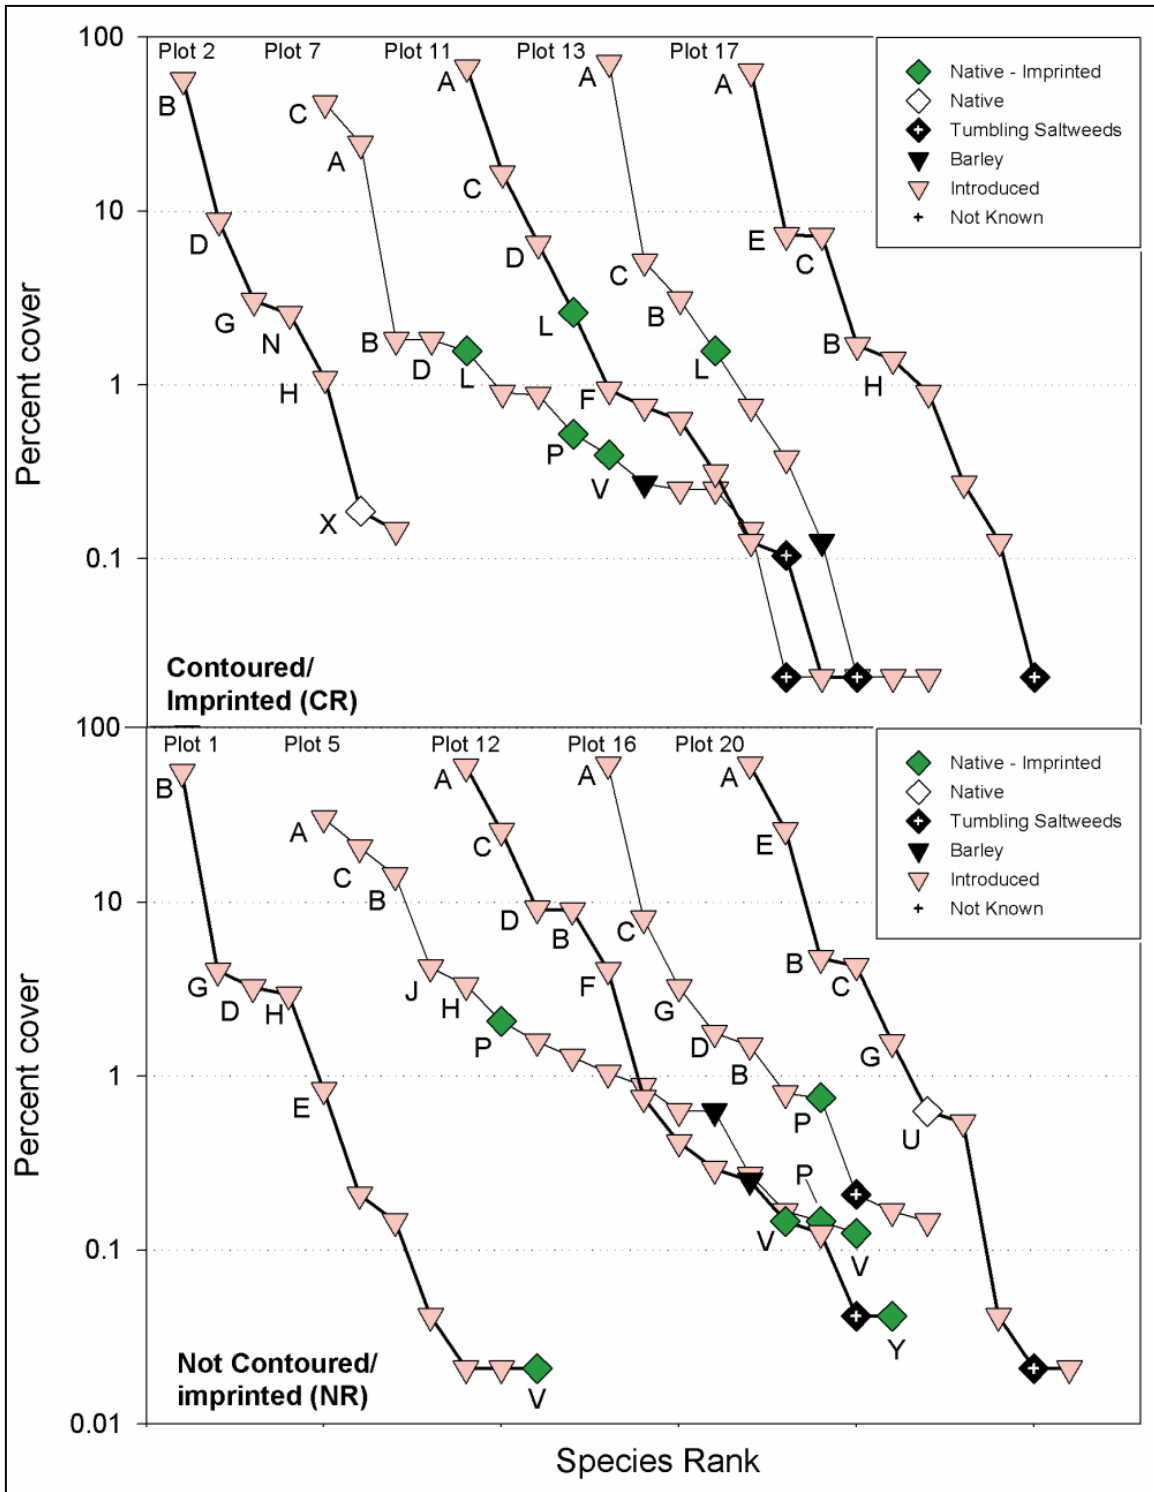 100
Plot 2
Plot 7
Plot 11
Plot 13
Plot 17
Native - Imprinted
Native
Tumbling Saltweeds
Barley
Introduced
Not Known
B
C
A
A
A
A
10
D
C
E
C
D
C
G
N
B
L
B
B
D
L
L
1
H
F
H
P
V
X
0.1
Percent cover
Contoured/
Imprinted (CR)
100
Plot 1
Plot 5
Plot 12
Plot 16
Plot 20
Native - Imprinted
Native
Tumbling Saltweeds
Barley
Introduced
Not Known
B
A
A
A
A
C
C
E
B
10
D
B
C
G
D
H
J
H
F
G
B
C
P
D
B
G
1
E
P
U
P
V
V
0.1
Y
V
Percent cover
Not Contoured/
imprinted (NR)
0.01
Species Rank